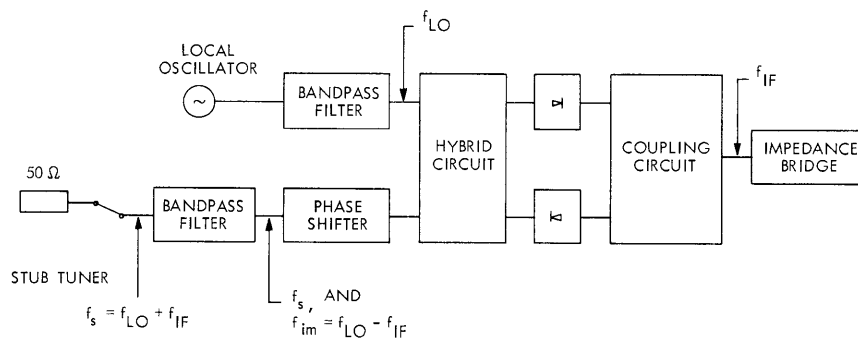 f_LO
LOCAL
OSCILLATOR
~
BANDPASS
FILTER
HYBRID
CIRCUIT
COUPLING
CIRCUIT
f_IF
IMPEDANCE
BRIDGE
50 Ω
BANDPASS
FILTER
PHASE
SHIFTER
STUB TUNER
f_s = f_LO + f_IF
f_s, AND
f_im = f_LO - f_IF